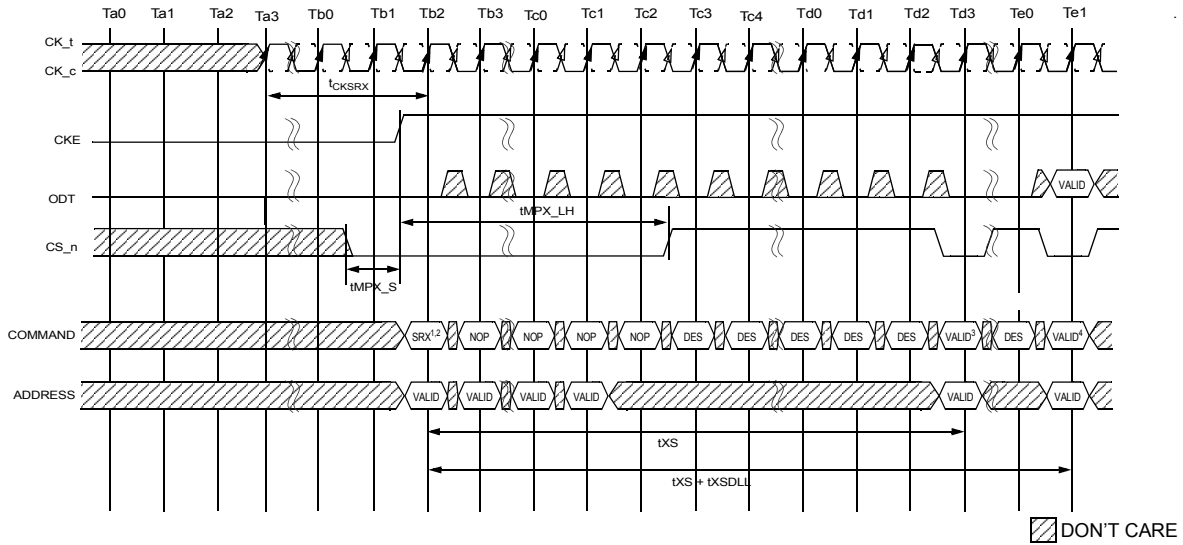 Ta0 Ta1 Ta2 Ta3 Tb0 Tb1 Tb2 Tb3 Tc0 Tc1 Tc2 Tc3 Tc4 Td0 Td1 Td2 Td3 Te0 Te1 .
CK_t
CK_c
tCKSRX
CKE
ODT VALID
tMPX_LH
CS_n
tMPX_S
COMMAND SRX1,2 NOP NOP NOP NOP DES DES DES DES DES VALID3 DES VALID4
ADDRESS VALID VALID VALID VALID VALID VALID
tXS
tXS + tXSDLL
DON'T CARE